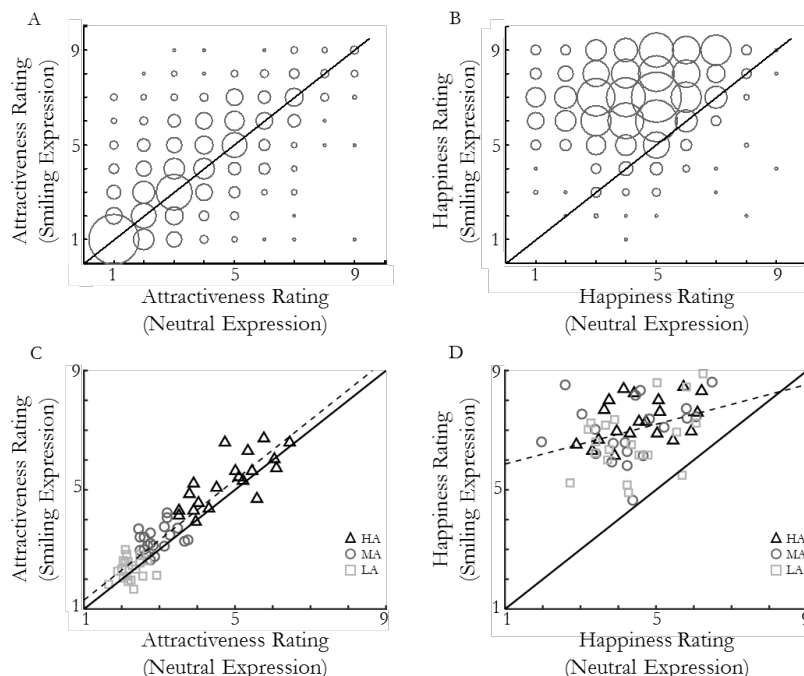 A
Attractiveness Rating
(Smiling Expression)
9
5
1
1 5 9
Attractiveness Rating
(Neutral Expression)
B
Happiness Rating
(Smiling Expression)
9
5
1
1 5 9
Happiness Rating
(Neutral Expression)
C
Attractiveness Rating
(Smiling Expression)
9
5
1
HA
MA
LA
1 5 9
Attractiveness Rating
(Neutral Expression)
D
Happiness Rating
(Smiling Expression)
9
5
1
HA
MA
LA
1 5 9
Happiness Rating
(Neutral Expression)